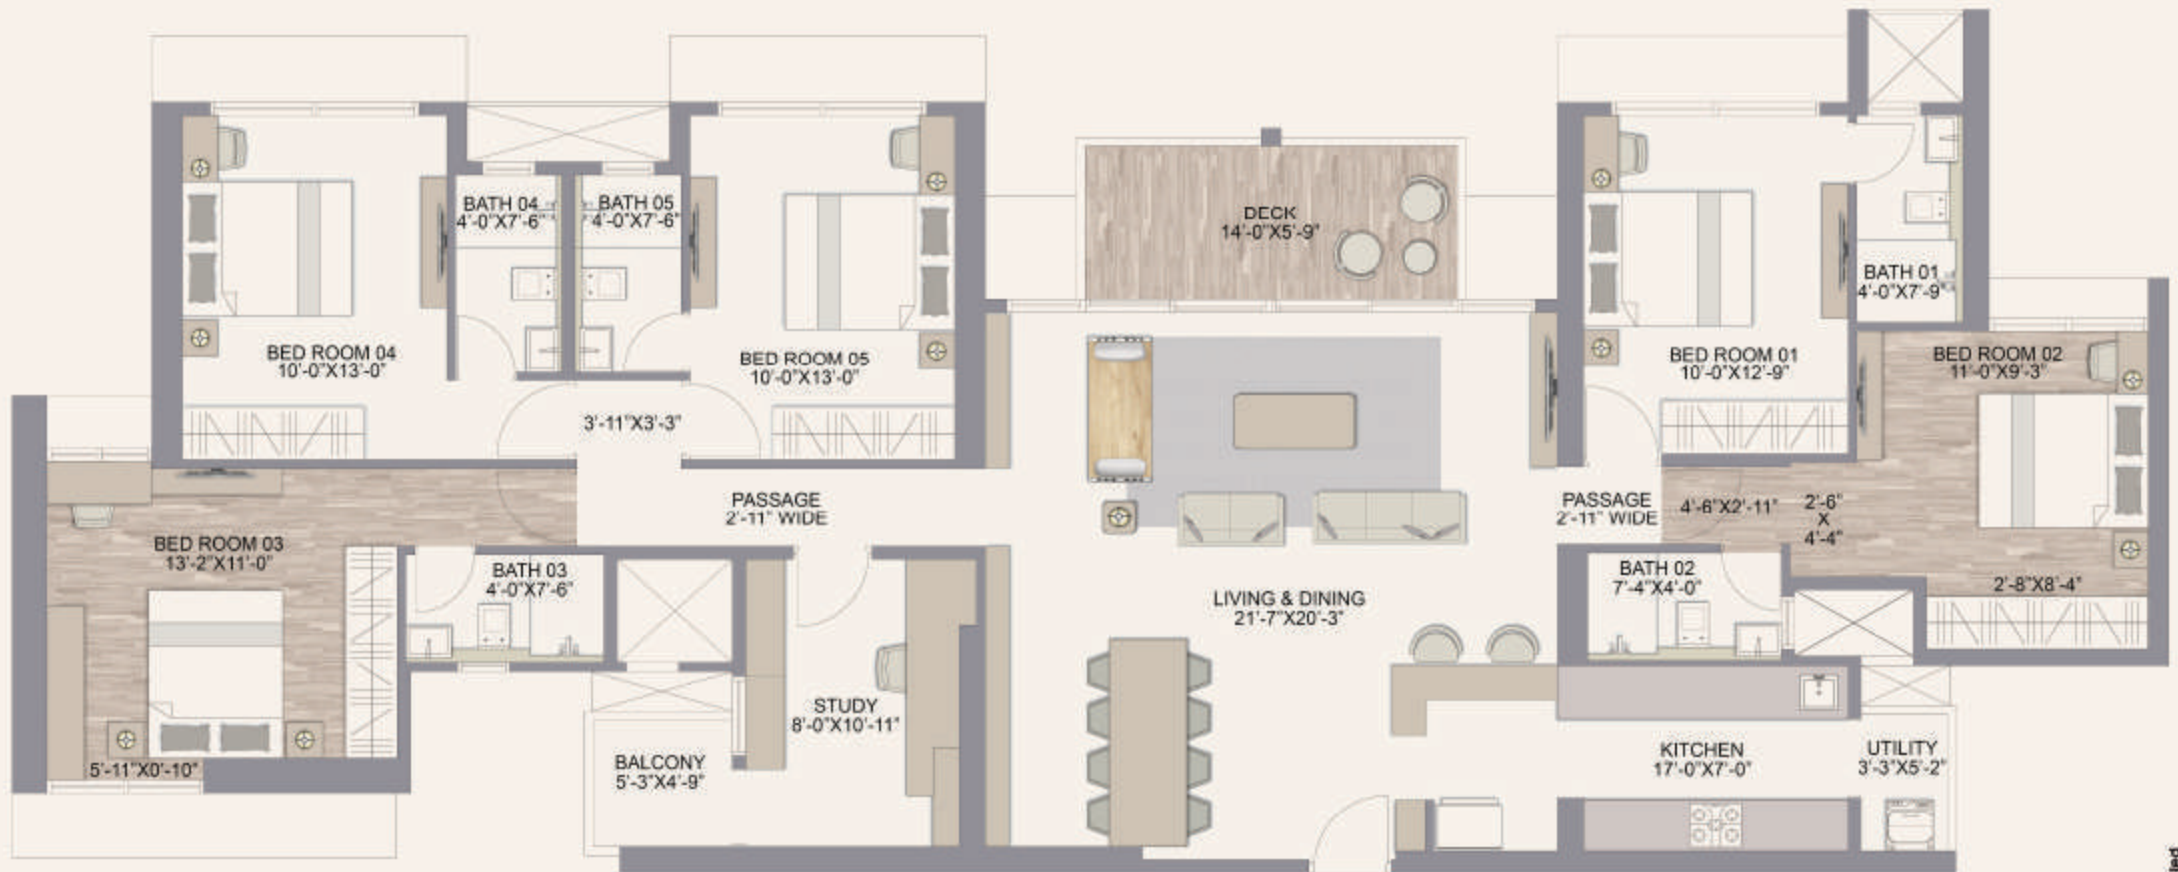 BATH 04
4'-0"X7'-6"
BATH 05
4'-0"X7'-6"
DECK
14'-0"X5'-9"
BATH 01
4'-0"X7'-9"
BED ROOM 04
10'-0"X13'-0"
BED ROOM 05
10'-0"X13'-0"
BED ROOM 01
10'-0"X12'-9"
BED ROOM 02
11'-0"X9'-3"
3'-11"X3'-3"
PASSAGE
2'-11" WIDE
PASSAGE
2'-11" WIDE
4'-6"X2'-11"
2'-6"
X
4'-4"
BED ROOM 03
13'-2"X11'-0"
BATH 03
4'-0"X7'-6"
BATH 02
7'-4"X4'-0"
2'-8"X8'-4"
LIVING & DINING
21'-7"X20'-3"
STUDY
8'-0"X10'-11"
BALCONY
5'-3"X4'-9"
KITCHEN
17'-0"X7'-0"
UTILITY
3'-3"X5'-2"
5'-11"X0'-10"